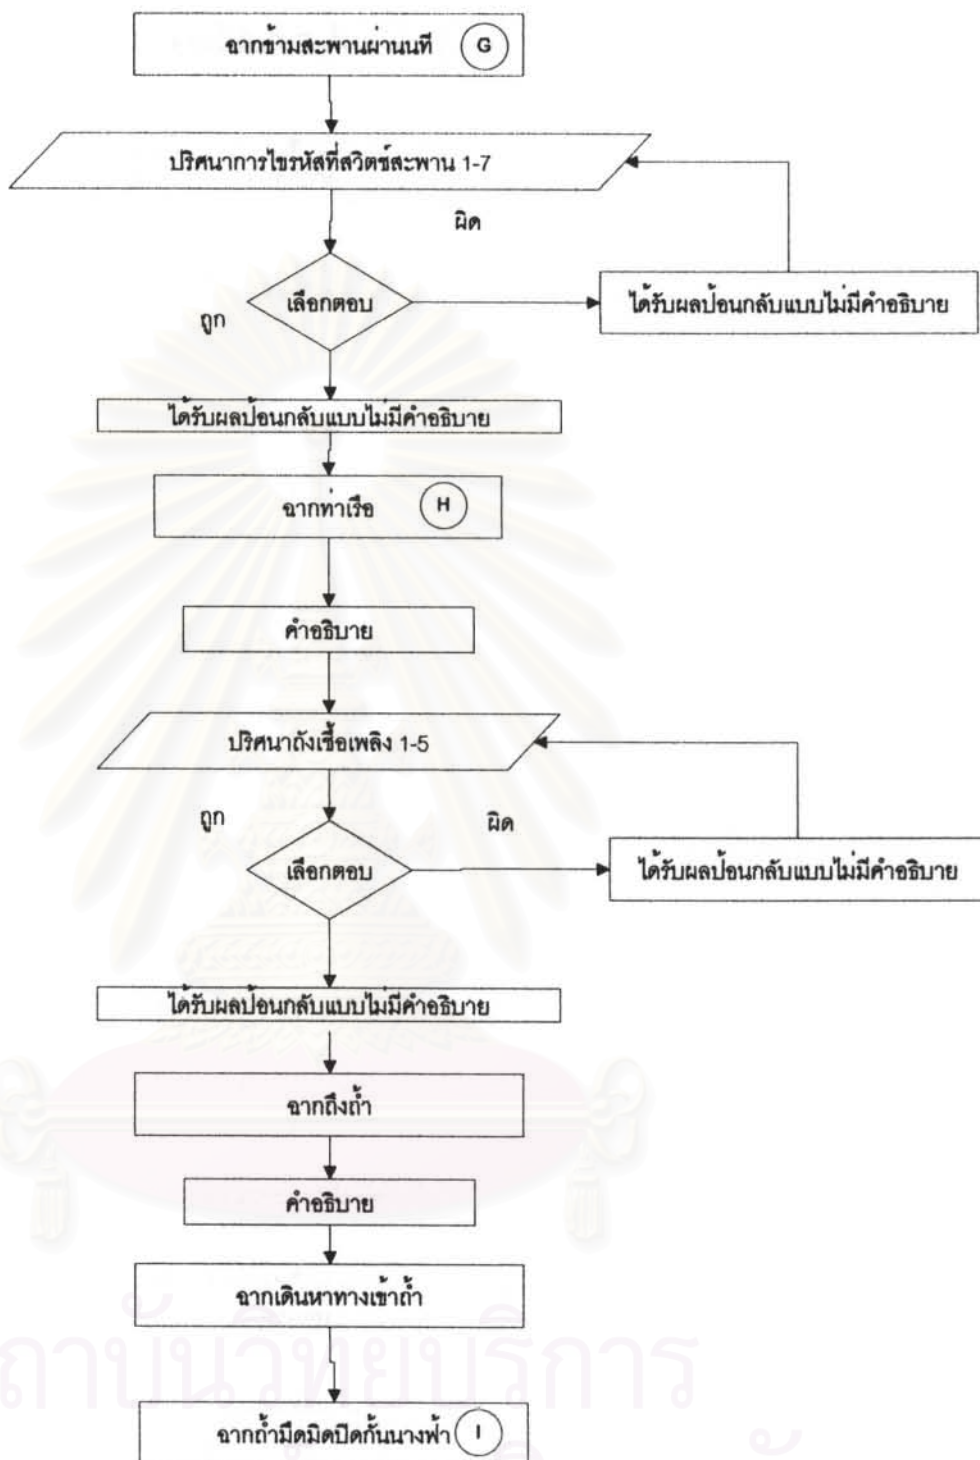 ฉากข้ามสะพานผ่านนที G
ปริศนาการไขรหัสที่สวิตช์สะพาน 1-7
ผิด
เลือกตอบ
ได้รับผลป้อนกลับแบบไม่มีคำอธิบาย
ถูก
ได้รับผลป้อนกลับแบบไม่มีคำอธิบาย
ฉากท่าเรือ H
คำอธิบาย
ปริศนาถังเชื้อเพลิง 1-5
ถูก
ผิด
เลือกตอบ
ได้รับผลป้อนกลับแบบไม่มีคำอธิบาย
ได้รับผลป้อนกลับแบบไม่มีคำอธิบาย
ฉากถึงถ้ำ
คำอธิบาย
ฉากเดินหาทางเข้าถ้ำ
ฉากถ้ำมืดมิดปิดกั้นนางฟ้า I
ถาบันวิทยบริการ